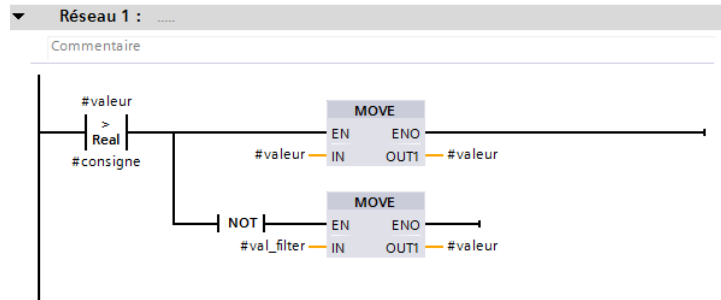 Réseau 1 : .....
Commentaire
#valeur
>
Real
#consigne
MOVE
EN ENO
#valeur IN OUT1 #valeur
MOVE
NOT EN ENO
#val_filter IN OUT1 #valeur